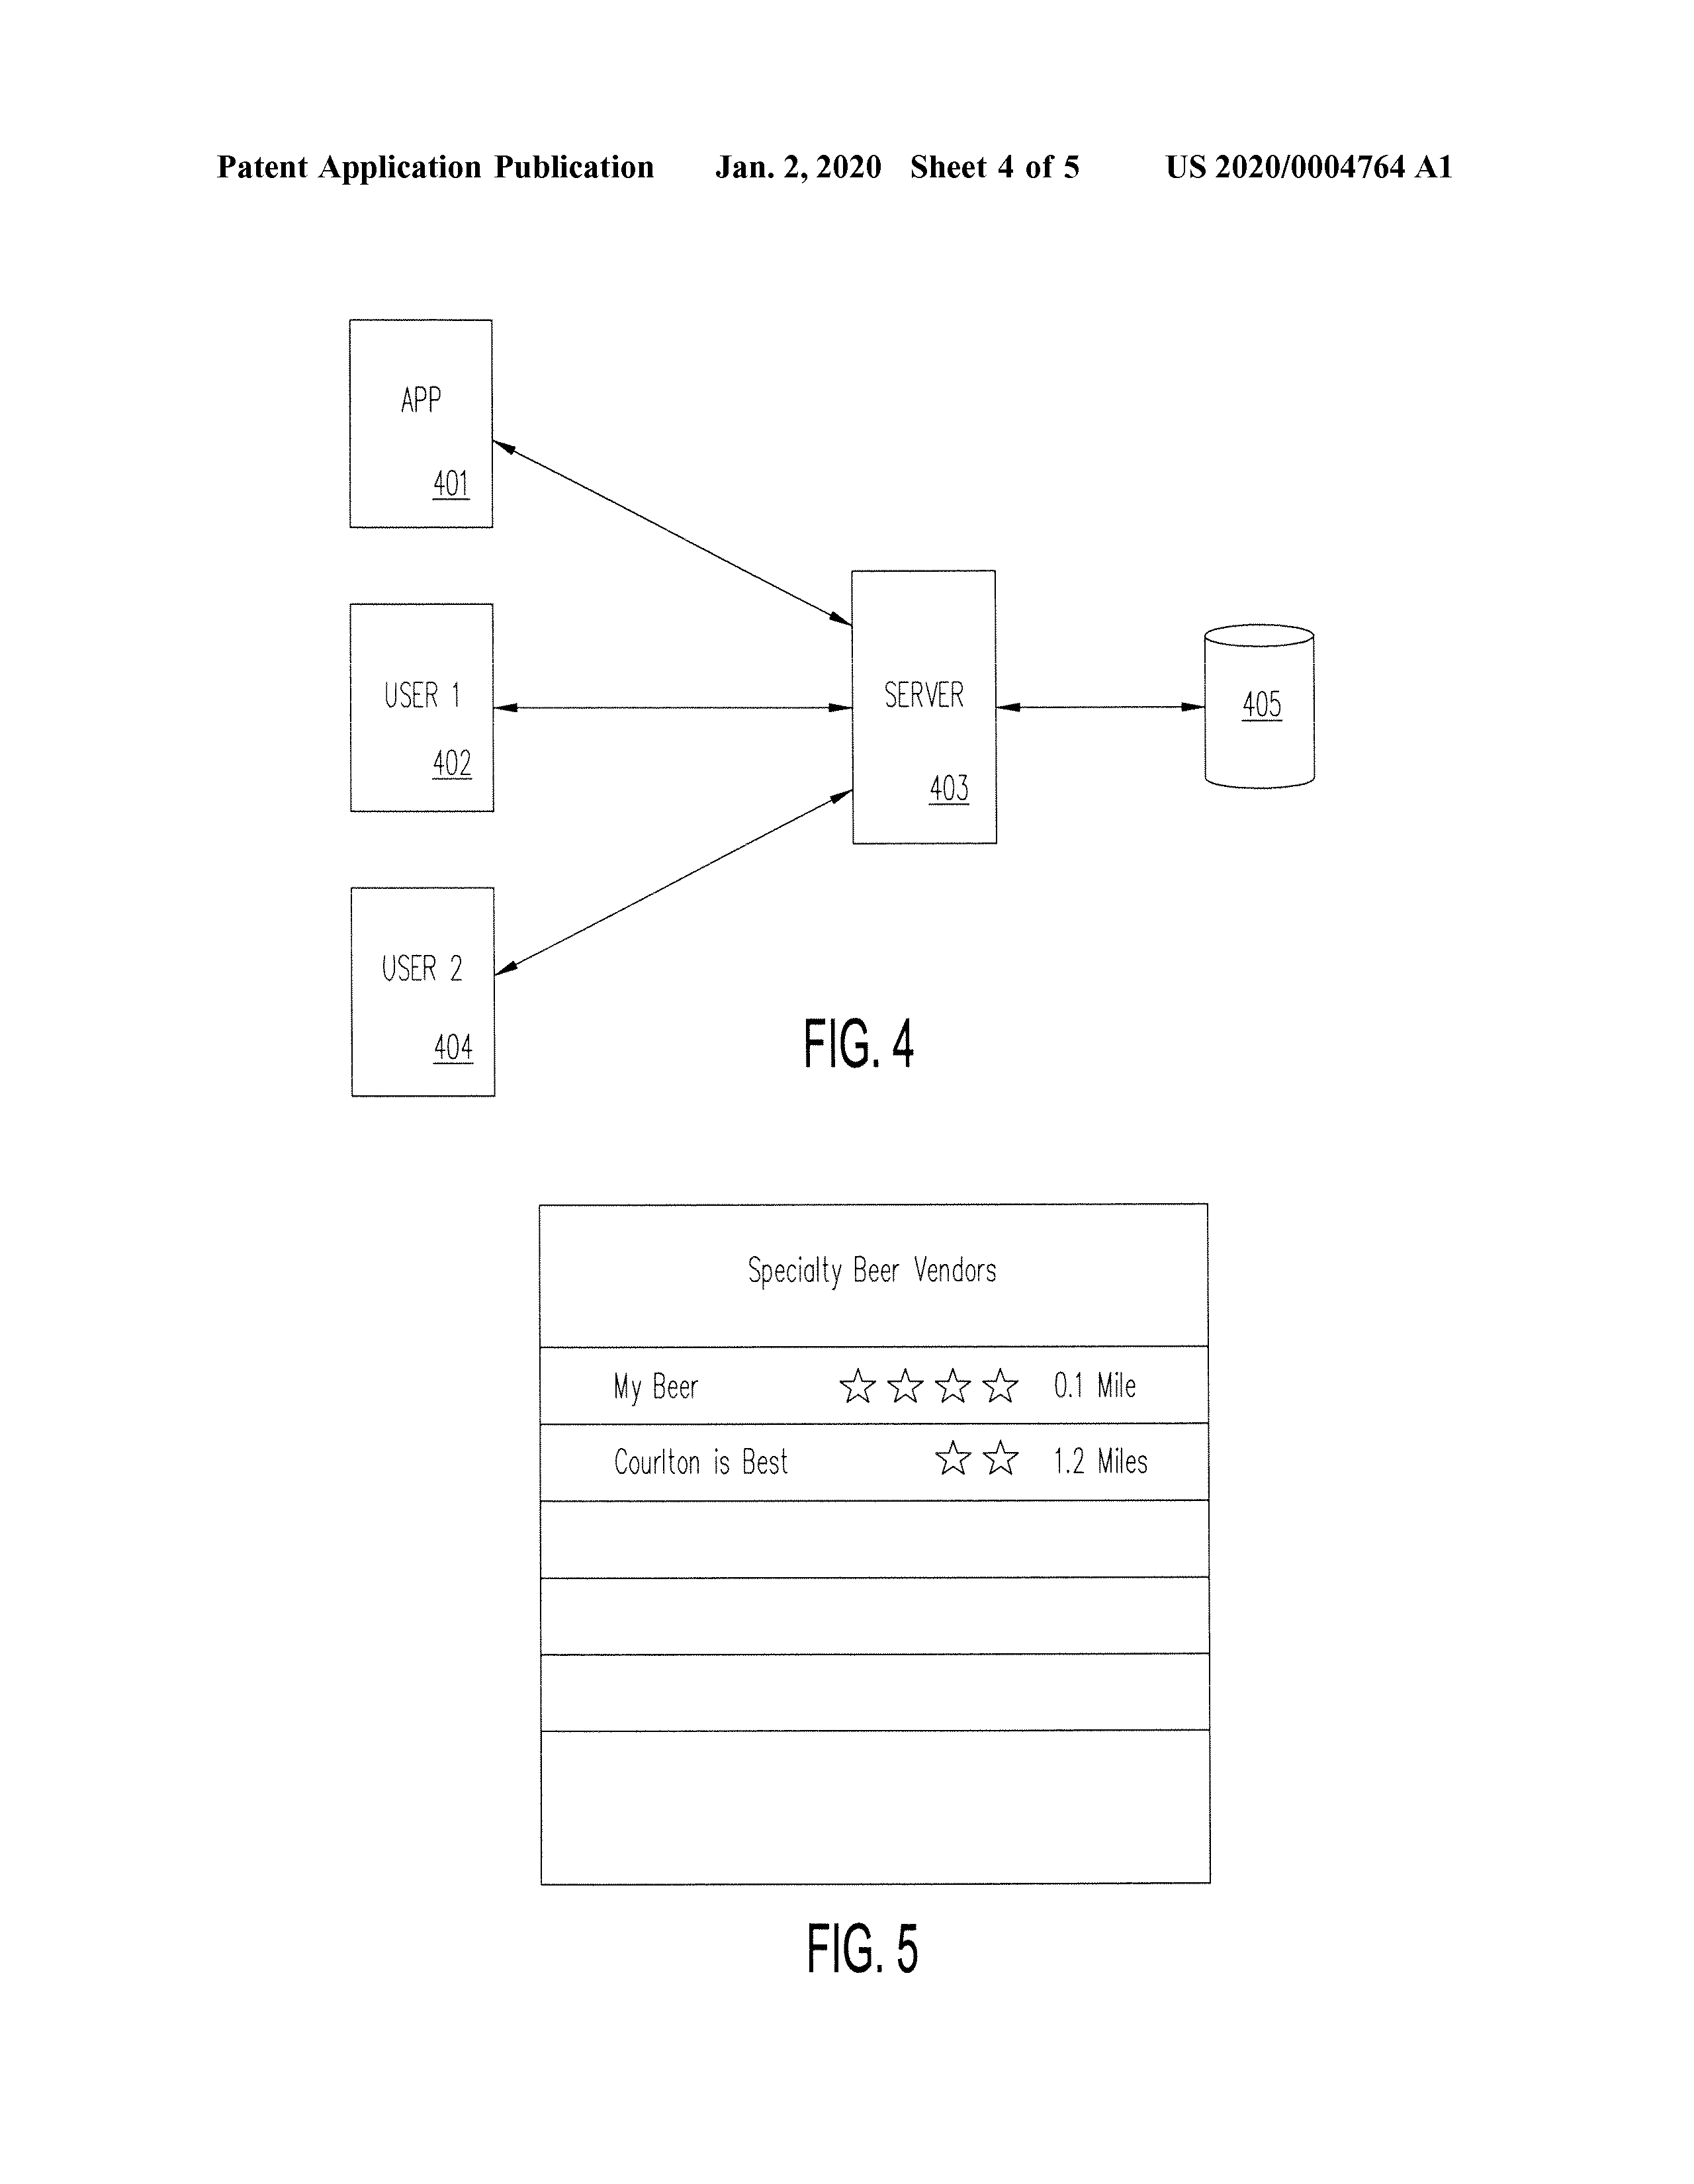 Patent Application Publication Jan. 2, 2020 Sheet 4 of 5 US 2020/0004764 A1
APP
401
USER 1
402
SERVER
403
405
USER 2
404
FIG. 4
Specialty Beer Vendors
My Beer ☆ ☆ ☆ ☆ 0.1 Mile
Courlton is Best ☆ ☆ 1.2 Miles
FIG. 5